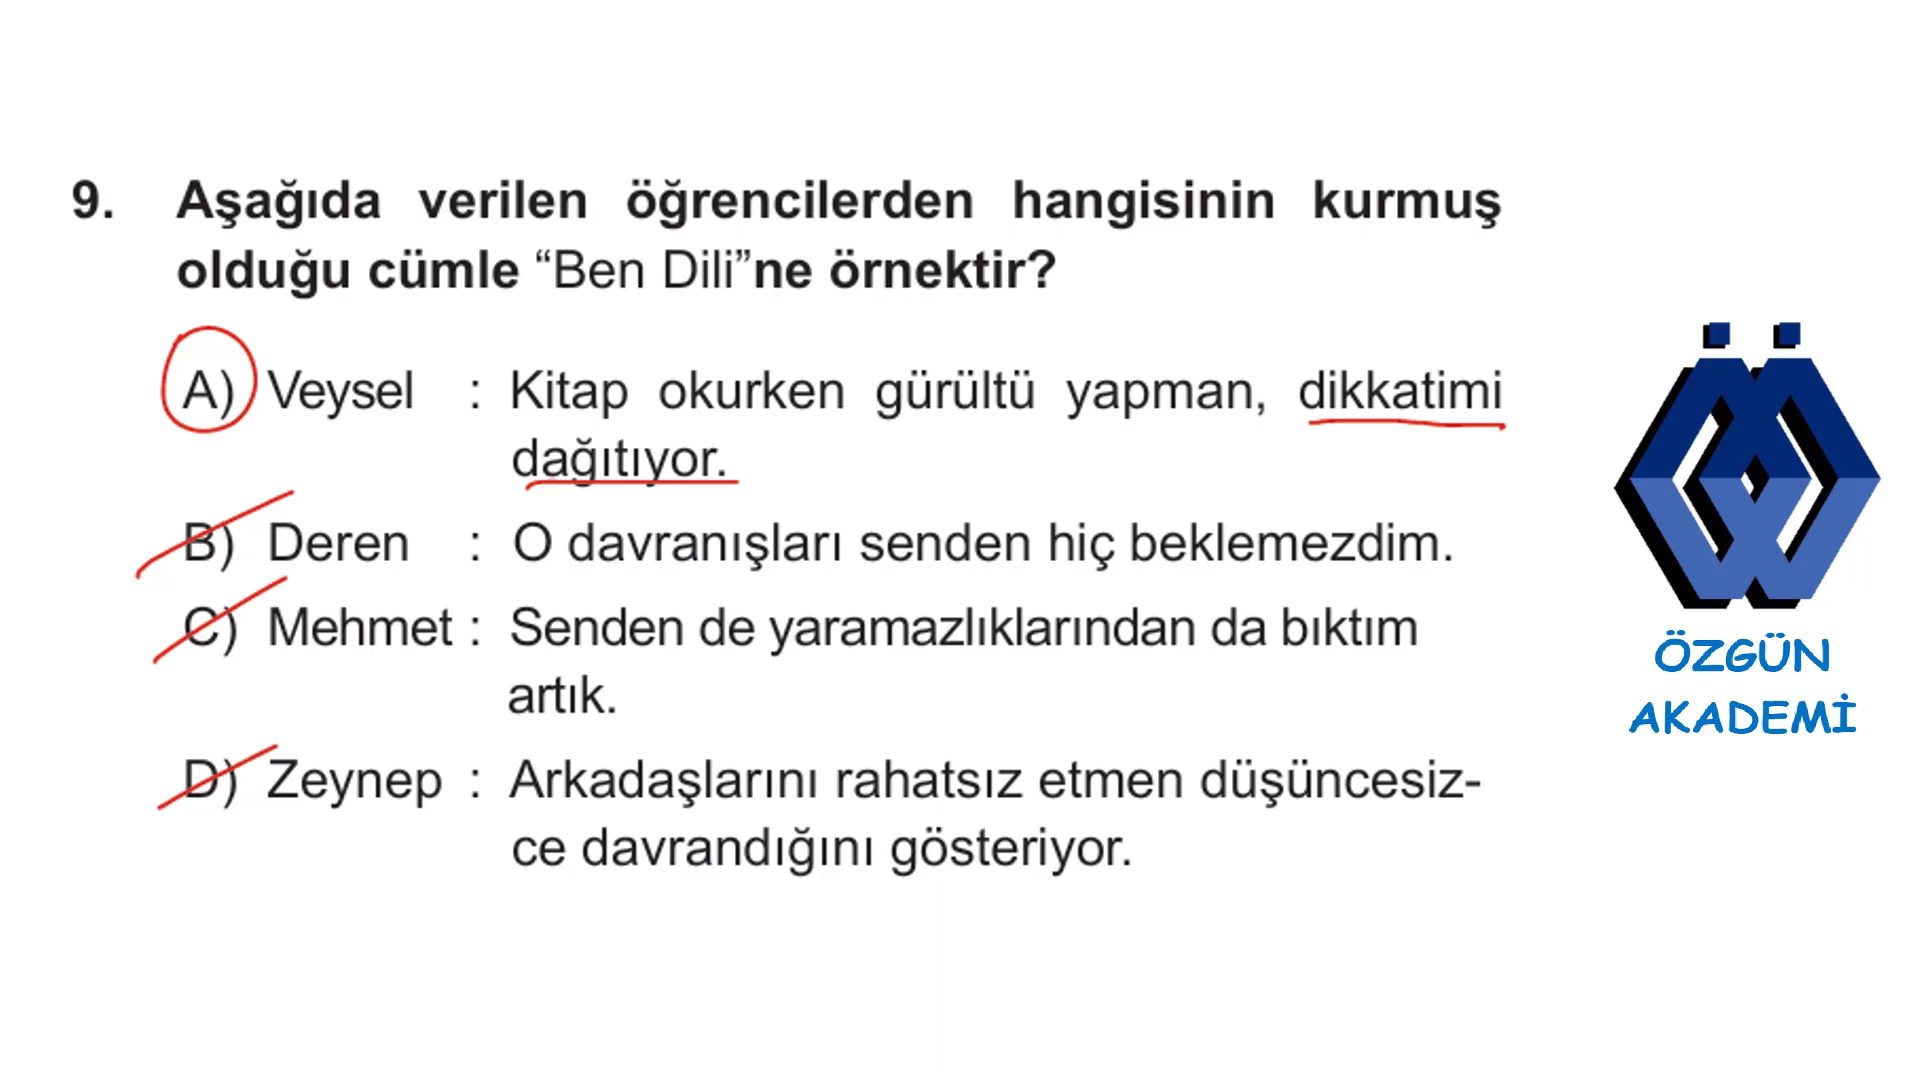 9. Aşağıda verilen öğrencilerden hangisinin kurmuş
olduğu cümle “Ben Dili”ne örnektir?
A) Veysel : Kitap okurken gürültü yapman, dikkatimi
dağıtıyor.
B) Deren : O davranışları senden hiç beklemezdim.
C) Mehmet : Senden de yaramazlıklarından da bıktım
artık.
D) Zeynep : Arkadaşlarını rahatsız etmen düşüncesiz-
ce davrandığını gösteriyor.
ÖZGÜN
AKADEMİ